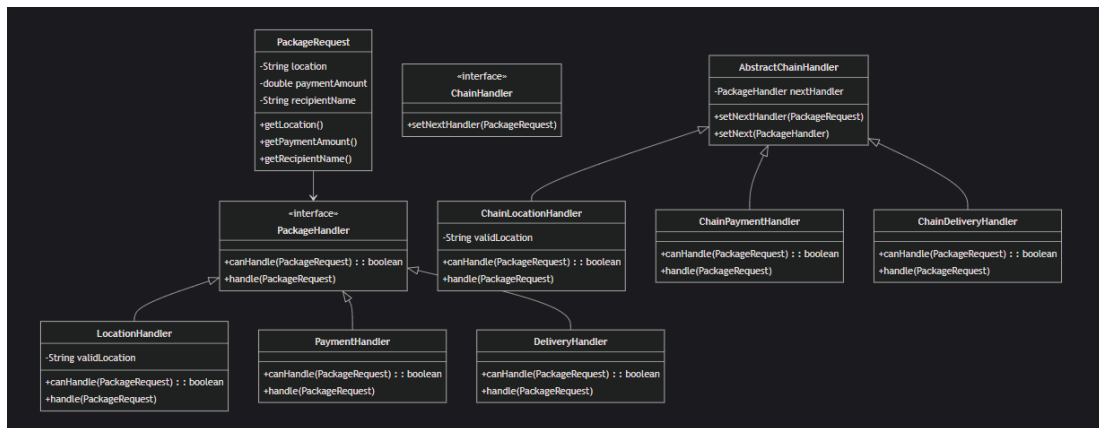 PackageRequest
-String location
-double paymentAmount
-String recipientName
+getLocation()
+getPaymentAmount()
+getRecipientName()
«interface»
ChainHandler
+setNextHandler(PackageRequest)
AbstractChainHandler
-PackageHandler nextHandler
+setNextHandler(PackageRequest)
+setNext(PackageHandler)
«interface»
PackageHandler
+canHandle(PackageRequest) : : boolean
+handle(PackageRequest)
ChainLocationHandler
-String validLocation
+canHandle(PackageRequest) : : boolean
+handle(PackageRequest)
ChainPaymentHandler
+canHandle(PackageRequest) : : boolean
+handle(PackageRequest)
ChainDeliveryHandler
+canHandle(PackageRequest) : : boolean
+handle(PackageRequest)
LocationHandler
-String validLocation
+canHandle(PackageRequest) : : boolean
+handle(PackageRequest)
PaymentHandler
+canHandle(PackageRequest) : : boolean
+handle(PackageRequest)
DeliveryHandler
+canHandle(PackageRequest) : : boolean
+handle(PackageRequest)